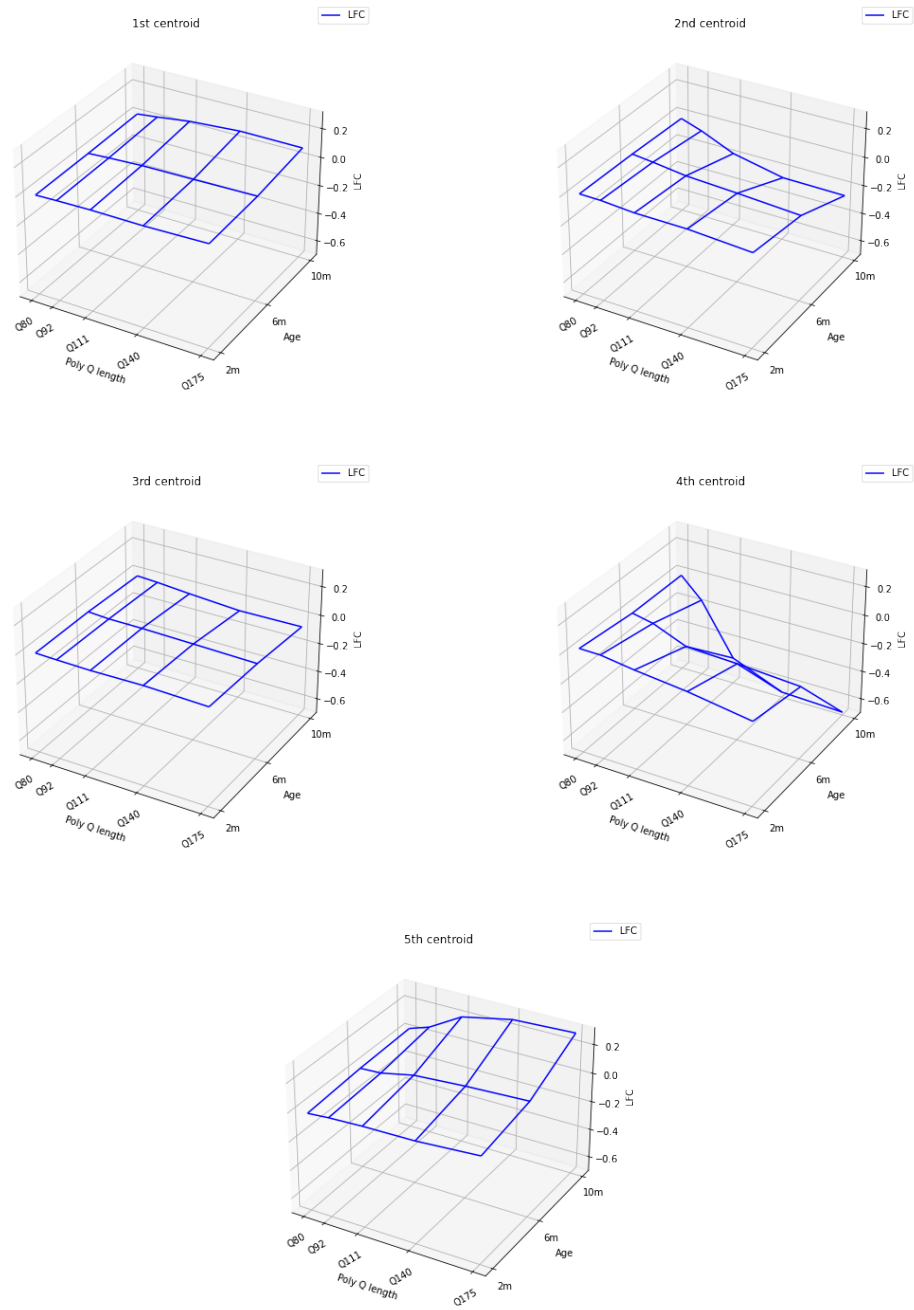 1st centroid
LFC
0.2
0.0
−0.2
−0.4
−0.6
LFC
10m
6m
2m
Age
Q80
Q92
Q111
Q140
Q175
Poly Q length
2nd centroid
LFC
0.2
0.0
−0.2
−0.4
−0.6
LFC
10m
6m
2m
Age
Q80
Q92
Q111
Q140
Q175
Poly Q length
3rd centroid
LFC
0.2
0.0
−0.2
−0.4
−0.6
LFC
10m
6m
2m
Age
Q80
Q92
Q111
Q140
Q175
Poly Q length
4th centroid
LFC
0.2
0.0
−0.2
−0.4
−0.6
LFC
10m
6m
2m
Age
Q80
Q92
Q111
Q140
Q175
Poly Q length
5th centroid
LFC
0.2
0.0
−0.2
−0.4
−0.6
LFC
10m
6m
2m
Age
Q80
Q92
Q111
Q140
Q175
Poly Q length